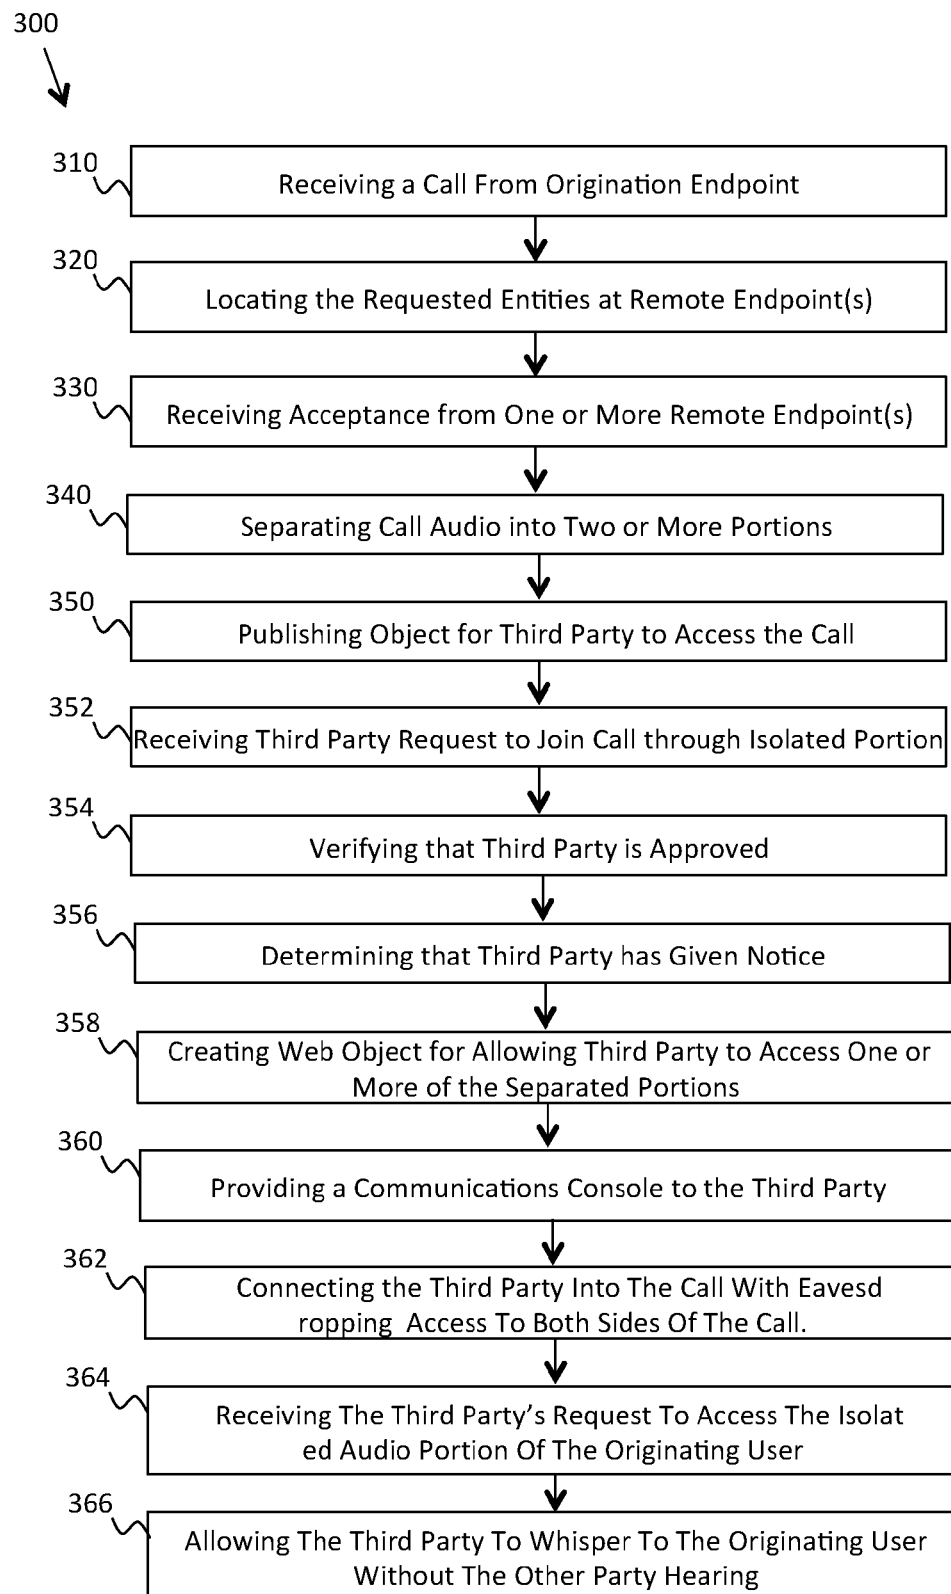 300
310
Receiving a Call From Origination Endpoint
320
Locating the Requested Entities at Remote Endpoint(s)
330
Receiving Acceptance from One or More Remote Endpoint(s)
340
Separating Call Audio into Two or More Portions
350
Publishing Object for Third Party to Access the Call
352
Receiving Third Party Request to Join Call through Isolated Portion
354
Verifying that Third Party is Approved
356
Determining that Third Party has Given Notice
358
Creating Web Object for Allowing Third Party to Access One or
More of the Separated Portions
360
Providing a Communications Console to the Third Party
362
Connecting the Third Party Into The Call With Eavesd
ropping  Access To Both Sides Of The Call.
364
Receiving The Third Party’s Request To Access The Isolat
ed Audio Portion Of The Originating User
366
Allowing The Third Party To Whisper To The Originating User
Without The Other Party Hearing